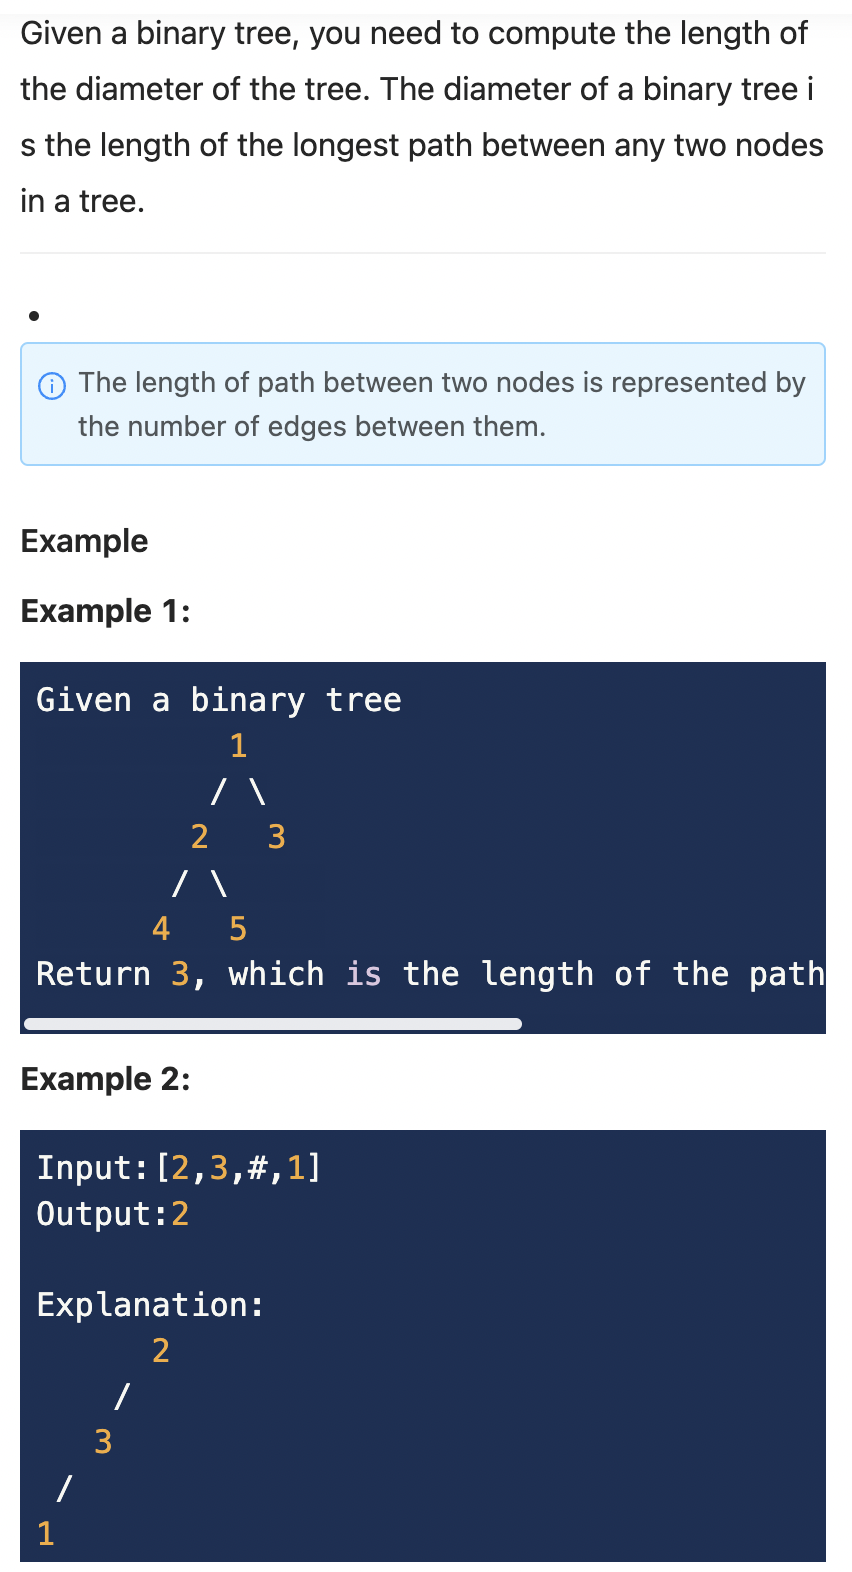 Given a binary tree, you need to compute the length of
the diameter of the tree. The diameter of a binary tree i
s the length of the longest path between any two nodes
in a tree.
The length of path between two nodes is represented by
the number of edges between them.
Example
Example 1:
Given a binary tree
          1
         / \
        2   3
       / \
      4   5
Return 3, which is the length of the path
Example 2:
Input:[2,3,#,1]
Output:2
Explanation:
      2
    /
   3
 /
1